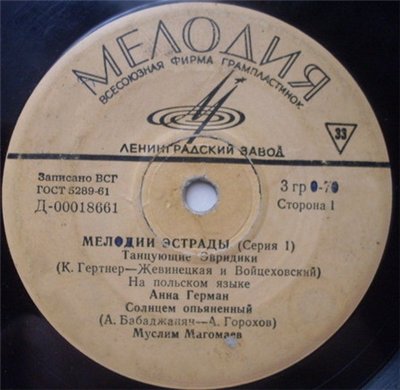 МЕЛОДИЯ
ВСЕСОЮЗНАЯ ФИРМА ГРАМПЛАСТИНОК
ЛЕНИНГРАДСКИЙ ЗАВОД
33
Записано ВСГ
ГОСТ 5289-61
Д-00018661
3 гр 0-70
Сторона 1
МЕЛОДИИ ЭСТРАДЫ (Серия 1)
Танцующие Эвридики
(К. Гертнер—Жевинецкая и Войцеховский)
На польском языке
Анна Герман
Солнцем опьяненный
(А. Бабаджанян—А. Горохов)
Муслим Магомаев